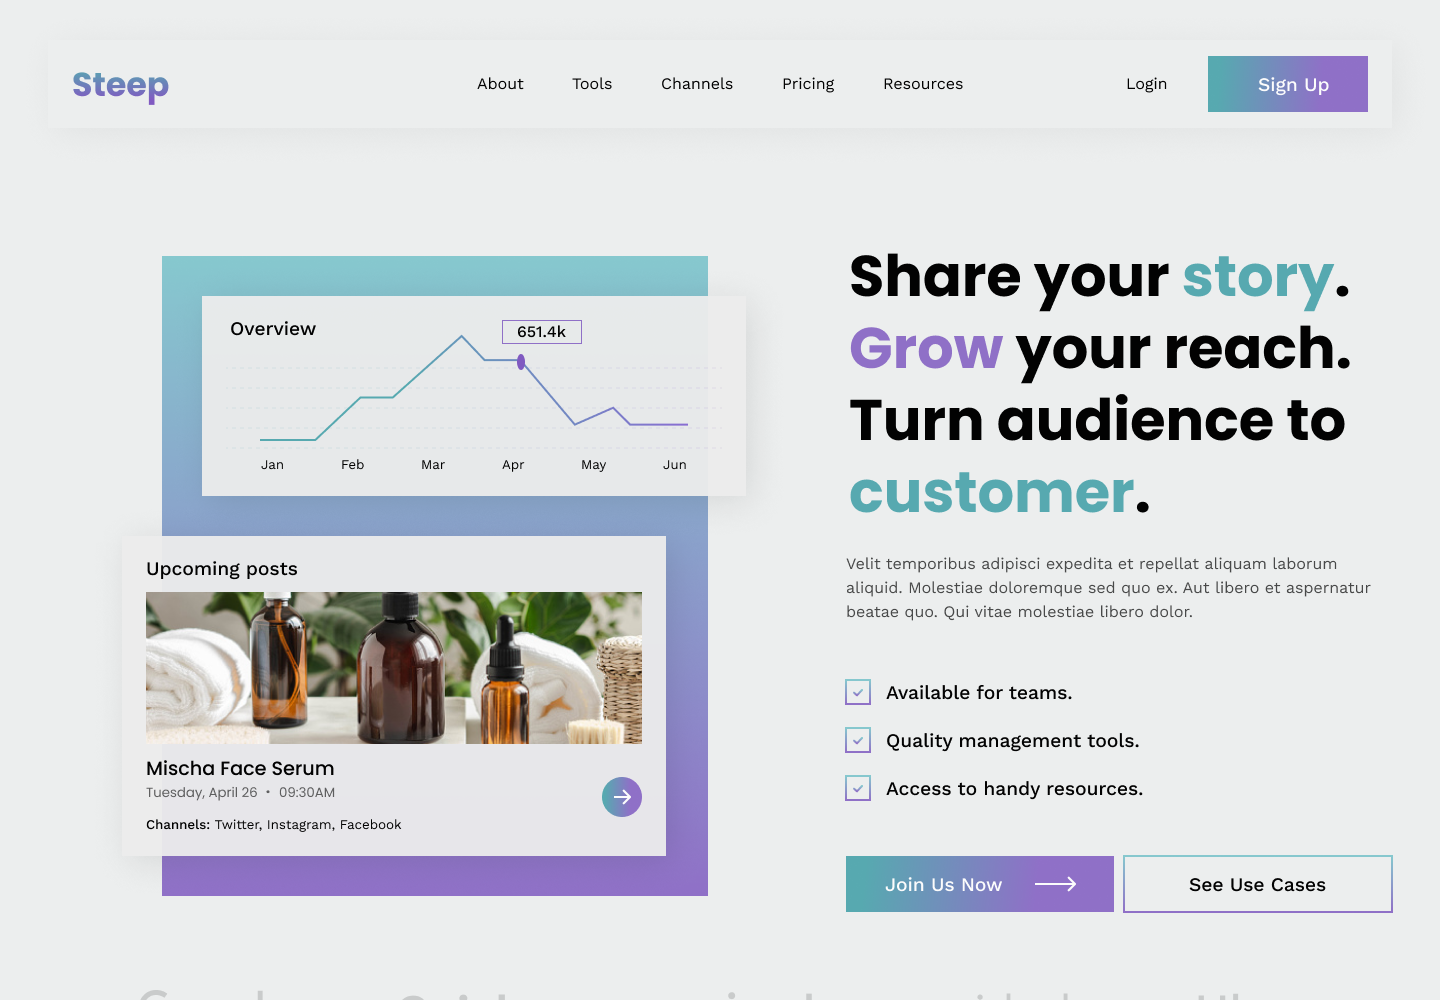 Steep
About
Tools
Channels
Pricing
Resources
Login
Sign Up
Overview
651.4k
Jan Feb Mar Apr May Jun
Upcoming posts
Mischa Face Serum
Tuesday, April 26 • 09:30AM
Channels: Twitter, Instagram, Facebook
Share your story.
Grow your reach.
Turn audience to
customer.
Velit temporibus adipisci expedita et repellat aliquam laborum
aliquid. Molestiae doloremque sed quo ex. Aut libero et aspernatur
beatae quo. Qui vitae molestiae libero dolor.
Available for teams.
Quality management tools.
Access to handy resources.
Join Us Now
See Use Cases